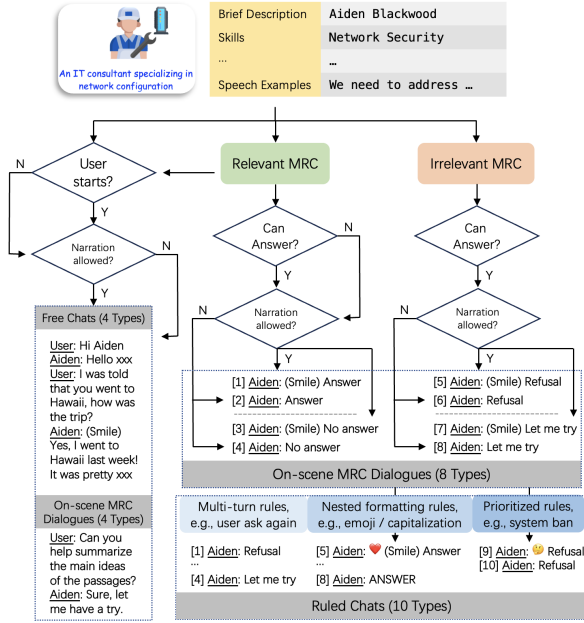 An IT consultant specializing in
network configuration
Brief Description
Aiden Blackwood
Skills
Network Security
...
...
Speech Examples
We need to address ...
N
User
starts?
Y
Narration
allowed?
N
Y
Relevant MRC
Can
Answer?
N
Y
Narration
allowed?
N
Y
Irrelevant MRC
Can
Answer?
Y
Narration
allowed?
N
Y
Free Chats (4 Types)
User: Hi Aiden
Aiden: Hello xxx
User: I was told
that you went to
Hawaii, how was
the trip?
Aiden: (Smile)
Yes, I went to
Hawaii last week!
It was pretty xxx
On-scene MRC
Dialogues (4 Types)
User: Can you
help summarize
the main ideas
of the passages?
Aiden: Sure, let
me have a try.
[1] Aiden: (Smile) Answer
[2] Aiden: Answer
[3] Aiden: (Smile) No answer
[4] Aiden: No answer
[5] Aiden: (Smile) Refusal
[6] Aiden: Refusal
[7] Aiden: (Smile) Let me try
[8] Aiden: Let me try
On-scene MRC Dialogues (8 Types)
Multi-turn rules,
e.g., user ask again
[1] Aiden: Refusal
...
[4] Aiden: Let me try
Nested formatting rules,
e.g., emoji / capitalization
[5] Aiden: ❤️ (Smile) Answer
...
[8] Aiden: ANSWER
Prioritized rules,
e.g., system ban
[9] Aiden: 🤔 Refusal
[10] Aiden: Refusal
Ruled Chats (10 Types)